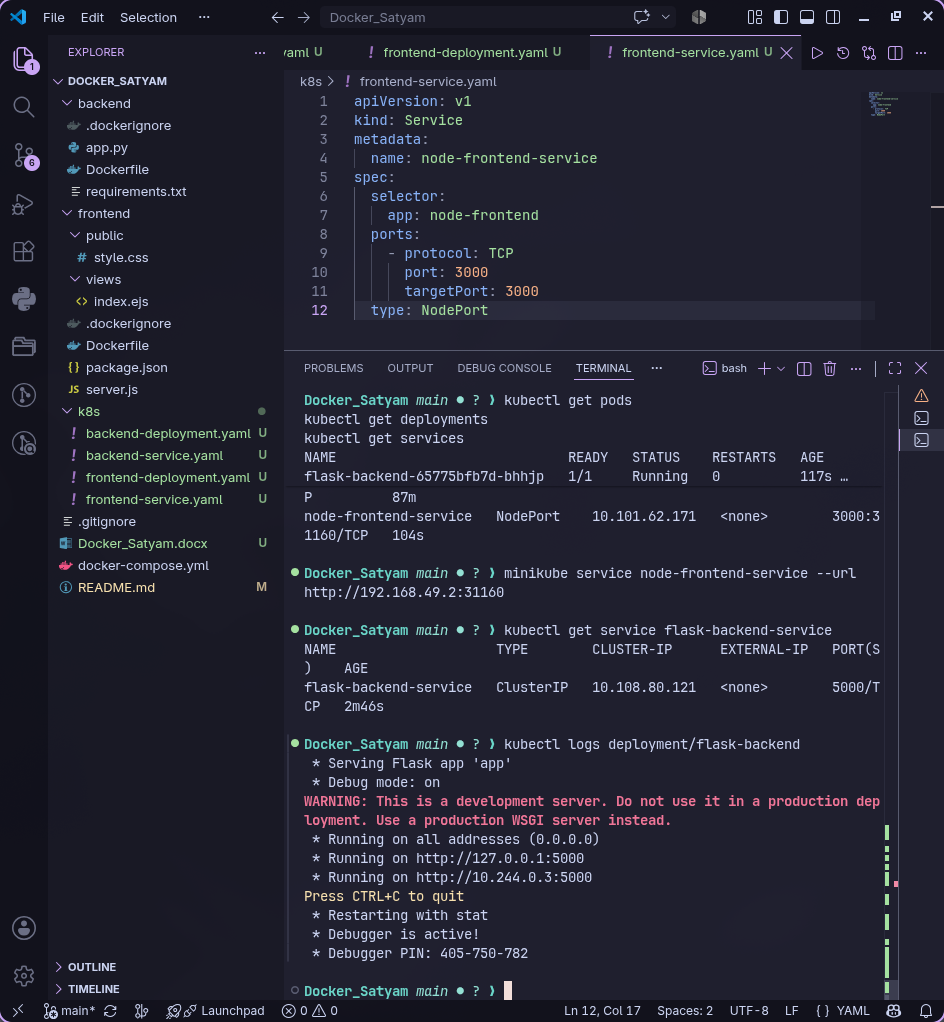 File Edit Selection ··· Docker_Satyam
1
6
EXPLORER ···
DOCKER_SATYAM
backend
.dockerignore
app.py
Dockerfile
requirements.txt
frontend
public
# style.css
views
<> index.ejs
.dockerignore
Dockerfile
{} package.json
JS server.js
k8s
! backend-deployment.yaml U
! backend-service.yaml U
! frontend-deployment.yaml U
! frontend-service.yaml U
.gitignore
Docker_Satyam.docx U
docker-compose.yml
README.md M
OUTLINE
TIMELINE
yaml U ! frontend-deployment.yaml U ! frontend-service.yaml U
k8s > ! frontend-service.yaml
1 apiVersion: v1
2 kind: Service
3 metadata:
4 name: node-frontend-service
5 spec:
6 selector:
7 app: node-frontend
8 ports:
9 - protocol: TCP
10 port: 3000
11 targetPort: 3000
12 type: NodePort
PROBLEMS OUTPUT DEBUG CONSOLE TERMINAL ··· bash
Docker_Satyam main ● ? ❯ kubectl get pods
kubectl get deployments
kubectl get services
NAME READY STATUS RESTARTS AGE
flask-backend-65775bfb7d-bhhjp 1/1 Running 0 117s …
P 87m
node-frontend-service NodePort 10.101.62.171 <none> 3000:3
1160/TCP 104s
Docker_Satyam main ● ? ❯ minikube service node-frontend-service --url
http://192.168.49.2:31160
Docker_Satyam main ● ? ❯ kubectl get service flask-backend-service
NAME TYPE CLUSTER-IP EXTERNAL-IP PORT(S
) AGE
flask-backend-service ClusterIP 10.108.80.121 <none> 5000/T
CP 2m46s
Docker_Satyam main ● ? ❯ kubectl logs deployment/flask-backend
* Serving Flask app 'app'
* Debug mode: on
WARNING: This is a development server. Do not use it in a production dep
loyment. Use a production WSGI server instead.
* Running on all addresses (0.0.0.0)
* Running on http://127.0.0.1:5000
* Running on http://10.244.0.3:5000
Press CTRL+C to quit
* Restarting with stat
* Debugger is active!
* Debugger PIN: 405-750-782
Docker_Satyam main ● ? ❯
main* Launchpad 0 0 Ln 12, Col 17 Spaces: 2 UTF-8 LF {} YAML